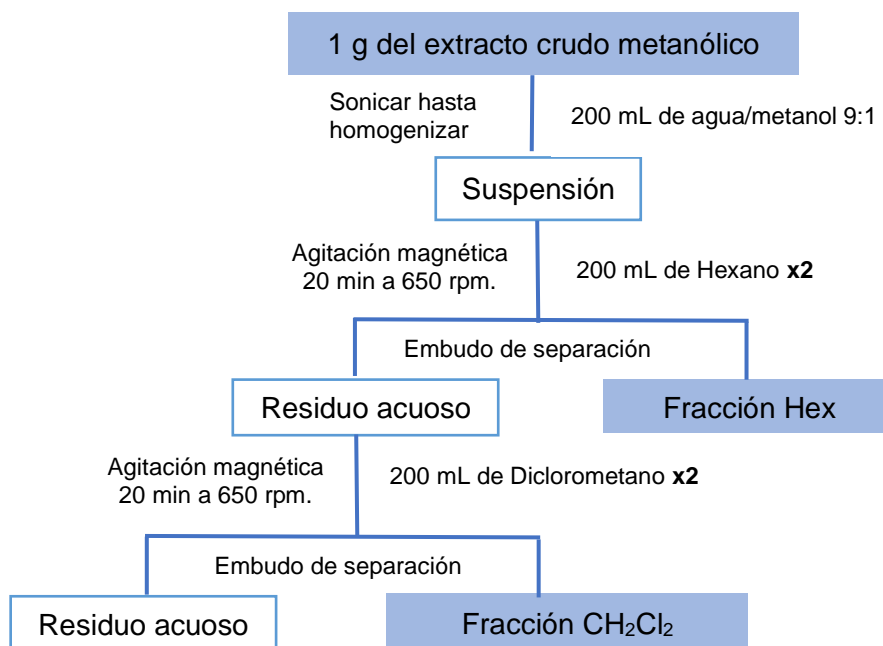 1 g del extracto crudo metanólico
Sonicar hasta
homogenizar
200 mL de agua/metanol 9:1
Suspensión
Agitación magnética
20 min a 650 rpm.
200 mL de Hexano x2
Embudo de separación
Residuo acuoso
Fracción Hex
Agitación magnética
20 min a 650 rpm.
200 mL de Diclorometano x2
Embudo de separación
Residuo acuoso
Fracción CH₂Cl₂